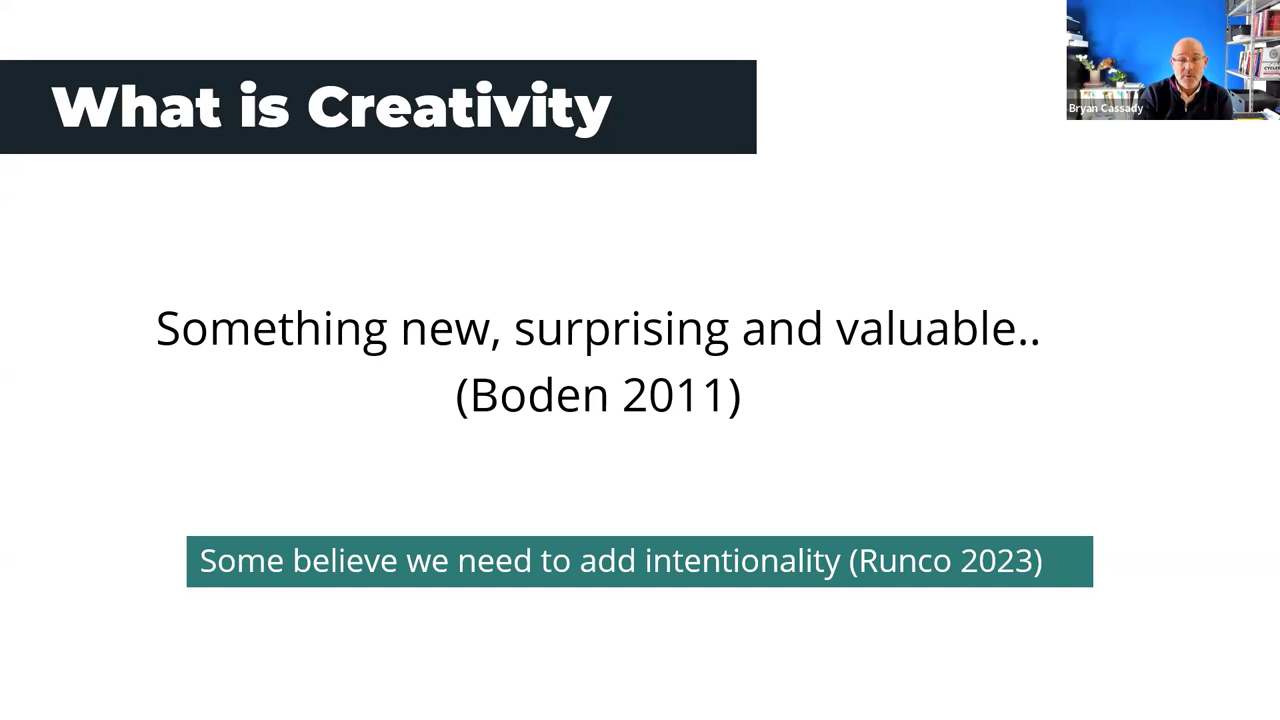 What is Creativity
Bryan Cassady
Something new, surprising and valuable..
(Boden 2011)
Some believe we need to add intentionality (Runco 2023)